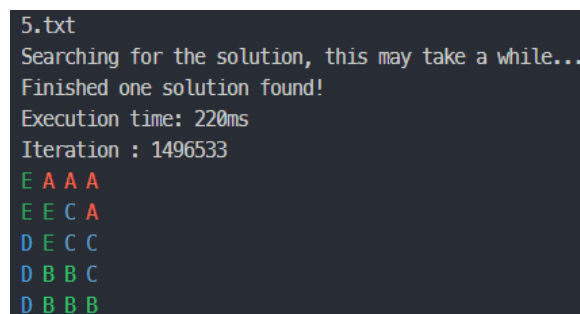 5.txt
Searching for the solution, this may take a while...
Finished one solution found!
Execution time: 220ms
Iteration : 1496533
E A A A
E E C A
D E C C
D B B C
D B B B